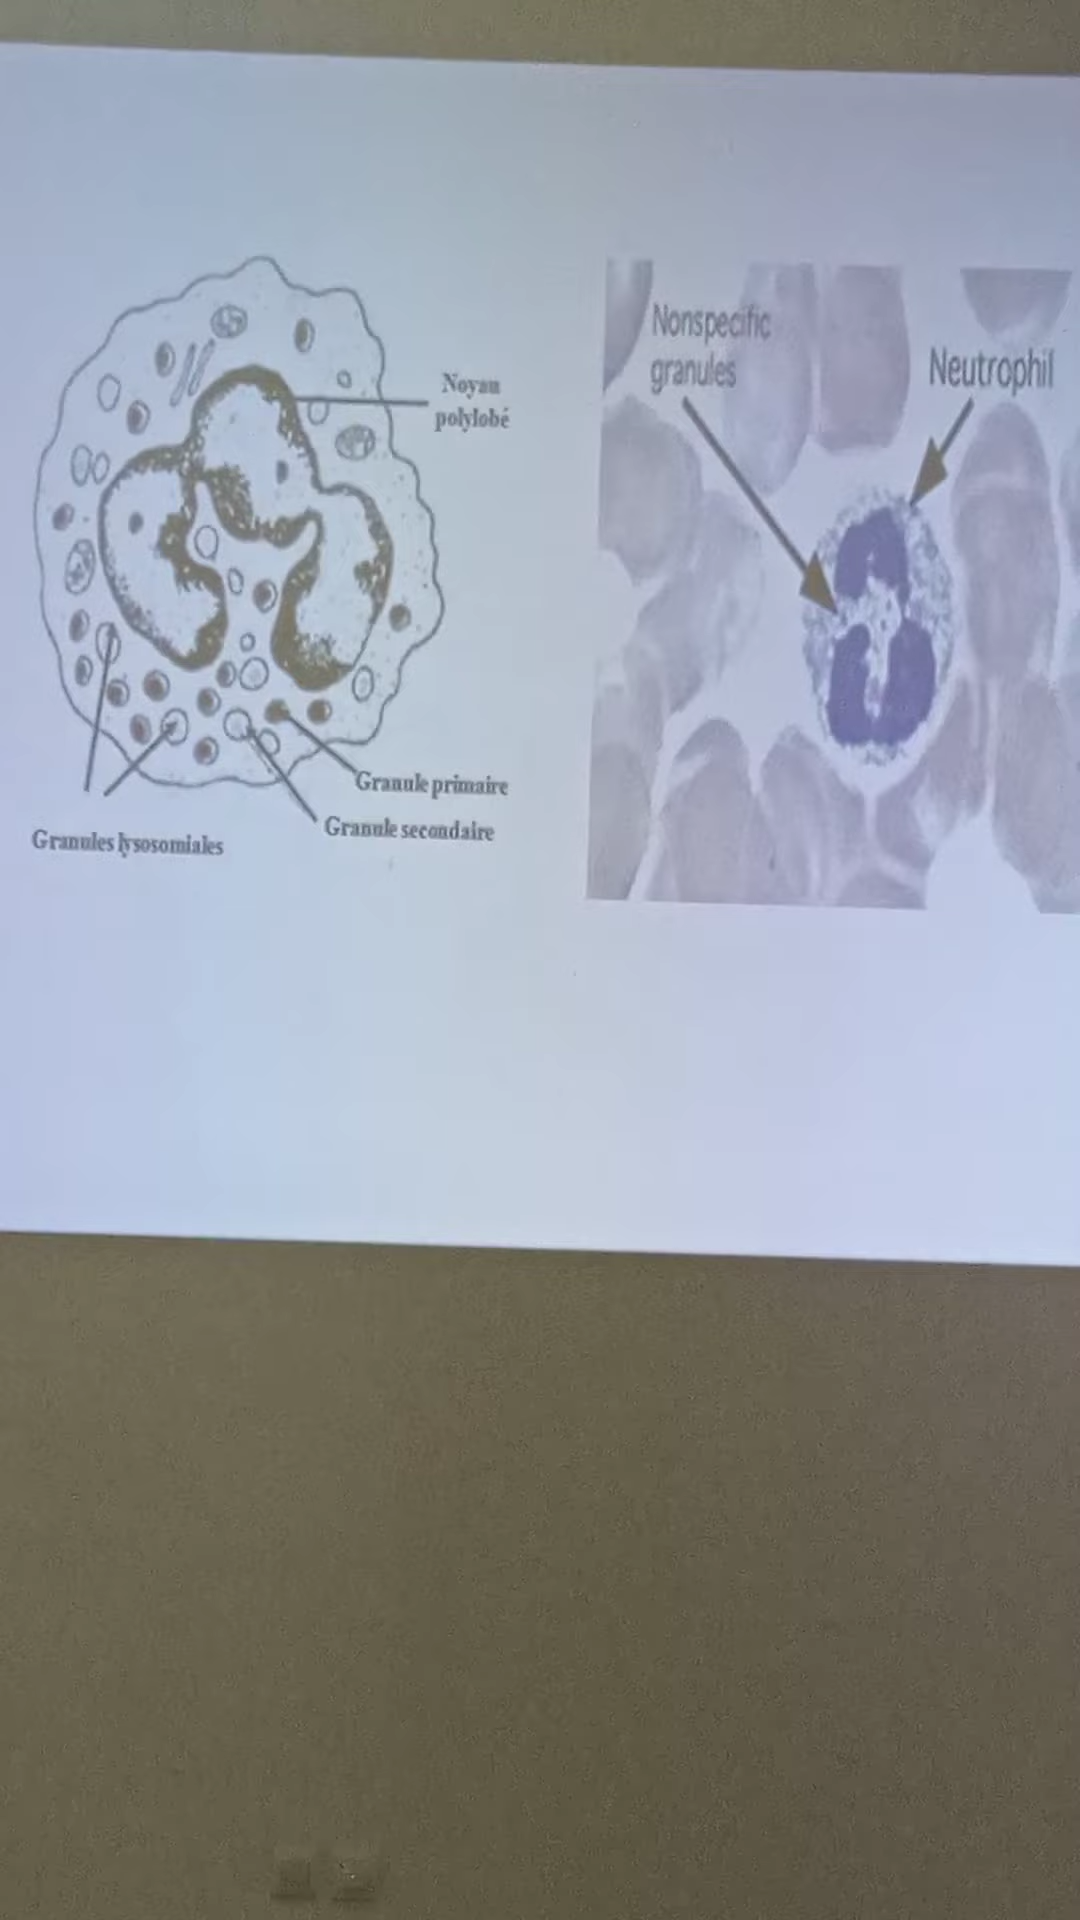 Noyau
polylobé
Granule primaire
Granule secondaire
Granules lysosomiales
Nonspecific
granules
Neutrophil